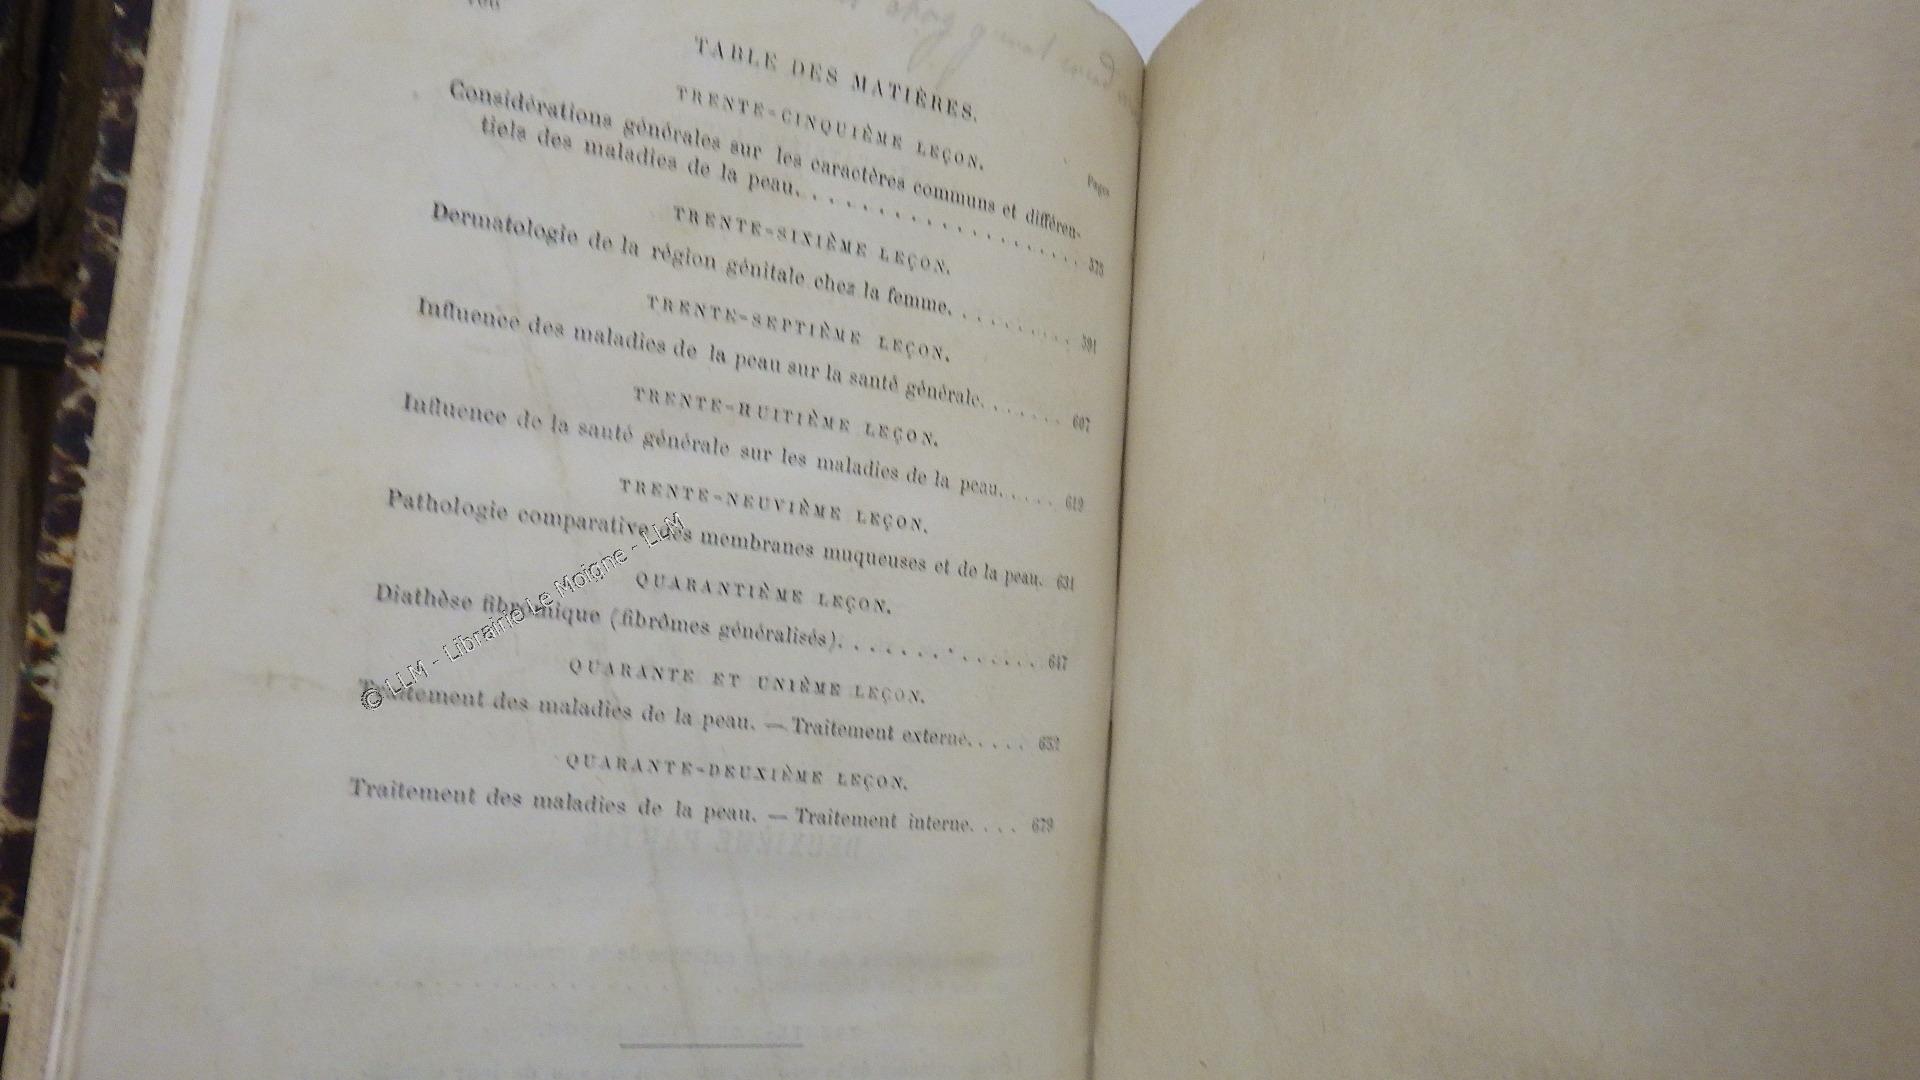 TABLE DES MATIÈRES.
TRENTE-CINQUIÈME LEÇON.
Pages
Considérations générales sur les caractères communs et différen-
tiels des maladies de la peau. . . . . . . . . . . . . . . . . . 573
TRENTE-SIXIÈME LEÇON.
Dermatologie de la région génitale chez la femme. . . . . . . . . . 591
TRENTE-SEPTIÈME LEÇON.
Influence des maladies de la peau sur la santé générale. . . . . . . 607
TRENTE-HUITIÈME LEÇON.
Influence de la santé générale sur les maladies de la peau. . . . . 619
TRENTE-NEUVIÈME LEÇON.
Pathologie comparative des membranes muqueuses et de la peau. 631
QUARANTIÈME LEÇON.
Diathèse fibrômique (fibrômes généralisés). . . . . . . . . . . . . 647
QUARANTE ET UNIÈME LEÇON.
Traitement des maladies de la peau. — Traitement externe. . . . . 652
QUARANTE-DEUXIÈME LEÇON.
Traitement des maladies de la peau. — Traitement interne. . . . 679
© LLM - Librairie Le Moigne - LLM